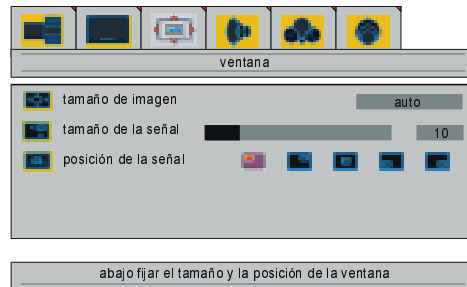 ventana
tamaño de imagen
auto
tamaño de la señal
10
posición de la señal
abajo fijar el tamaño y la posición de la ventana